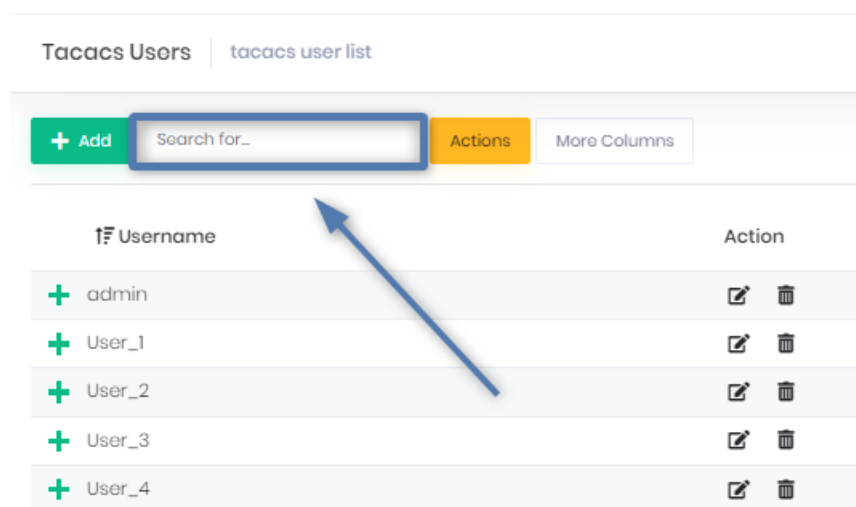 Tacacs Users tacacs user list
Add Search for... Actions More Columns
Username Action
admin
User_1
User_2
User_3
User_4